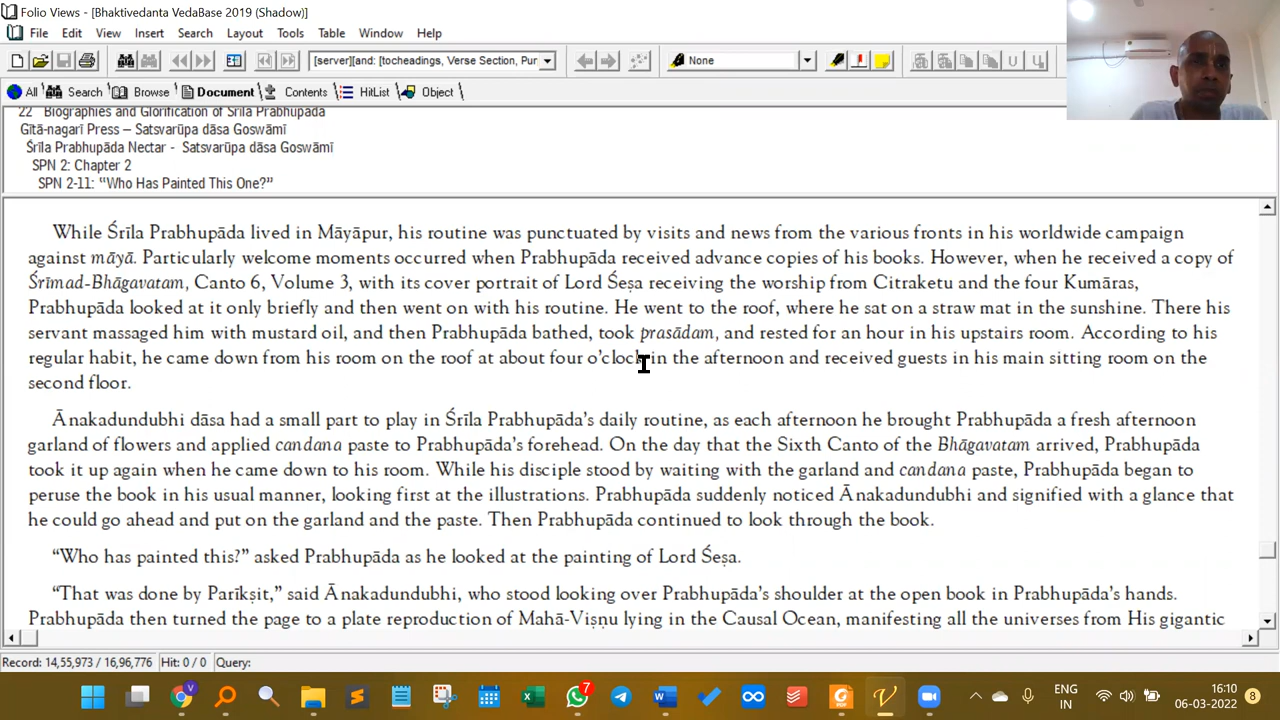 Folio Views - [Bhaktivedanta VedaBase 2019 (Shadow)]
File Edit View Insert Search Layout Tools Table Window Help
[server][and: [tocheadings, Verse Section, Pur
None
All Search Browse Document Contents HitList Object
22 Biographies and Glorification of Śrīla Prabhupāda
Gītā-nagarī Press – Satsvarūpa dāsa Goswāmī
Śrīla Prabhupāda Nectar - Satsvarūpa dāsa Goswāmī
SPN 2: Chapter 2
SPN 2-11: “Who Has Painted This One?”
While Śrīla Prabhupāda lived in Māyāpur, his routine was punctuated by visits and news from the various fronts in his worldwide campaign
against māyā. Particularly welcome moments occurred when Prabhupāda received advance copies of his books. However, when he received a copy of
Śrīmad-Bhāgavatam, Canto 6, Volume 3, with its cover portrait of Lord Śeṣa receiving the worship from Citraketu and the four Kumāras,
Prabhupāda looked at it only briefly and then went on with his routine. He went to the roof, where he sat on a straw mat in the sunshine. There his
servant massaged him with mustard oil, and then Prabhupāda bathed, took prasādam, and rested for an hour in his upstairs room. According to his
regular habit, he came down from his room on the roof at about four o’clock in the afternoon and received guests in his main sitting room on the
second floor.
Ānakadundubhi dāsa had a small part to play in Śrīla Prabhupāda’s daily routine, as each afternoon he brought Prabhupāda a fresh afternoon
garland of flowers and applied candana paste to Prabhupāda’s forehead. On the day that the Sixth Canto of the Bhāgavatam arrived, Prabhupāda
took it up again when he came down to his room. While his disciple stood by waiting with the garland and candana paste, Prabhupāda began to
peruse the book in his usual manner, looking first at the illustrations. Prabhupāda suddenly noticed Ānakadundubhi and signified with a glance that
he could go ahead and put on the garland and the paste. Then Prabhupāda continued to look through the book.
“Who has painted this?” asked Prabhupāda as he looked at the painting of Lord Śeṣa.
“That was done by Parīkṣit,” said Ānakadundubhi, who stood looking over Prabhupāda’s shoulder at the open book in Prabhupāda’s hands.
Prabhupāda then turned the page to a plate reproduction of Mahā-Viṣṇu lying in the Causal Ocean, manifesting all the universes from His gigantic
Record: 14,55,973 / 16,96,776 Hit: 0 / 0 Query:
7
ENG
IN
16:10
06-03-2022
8